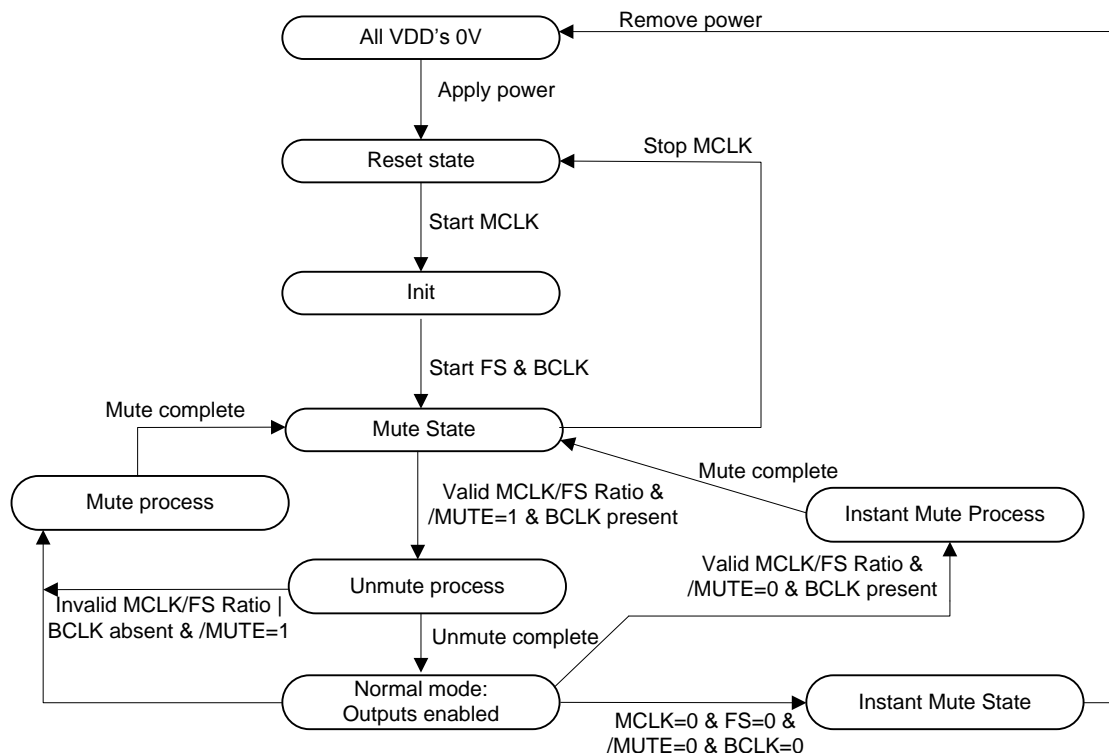 All VDD's 0V
Remove power
Apply power
Reset state
Stop MCLK
Start MCLK
Init
Start FS & BCLK
Mute complete
Mute State
Mute complete
Mute process
Valid MCLK/FS Ratio &
/MUTE=1 & BCLK present
Instant Mute Process
Valid MCLK/FS Ratio &
/MUTE=0 & BCLK present
Unmute process
Invalid MCLK/FS Ratio |
BCLK absent & /MUTE=1
Unmute complete
Normal mode:
Outputs enabled
Instant Mute State
MCLK=0 & FS=0 &
/MUTE=0 & BCLK=0